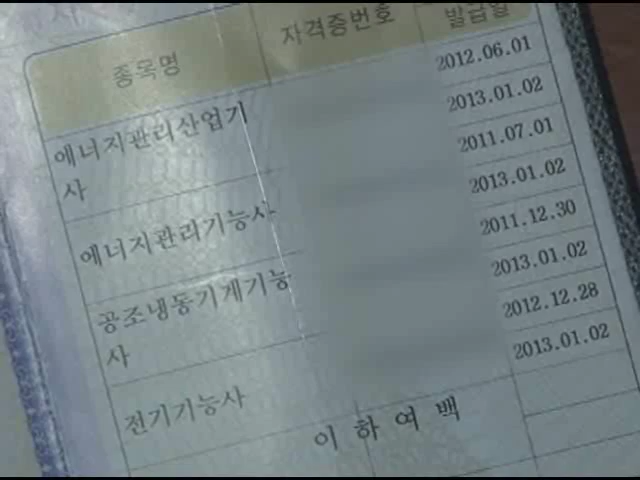 종목명 자격증번호 발급일
에너지관리산업기 2012.06.01
사 2013.01.02
에너지관리기능사 2011.07.01
2013.01.02
공조냉동기계기능 2011.12.30
사 2013.01.02
전기기능사 2012.12.28
2013.01.02
이 하 여 백